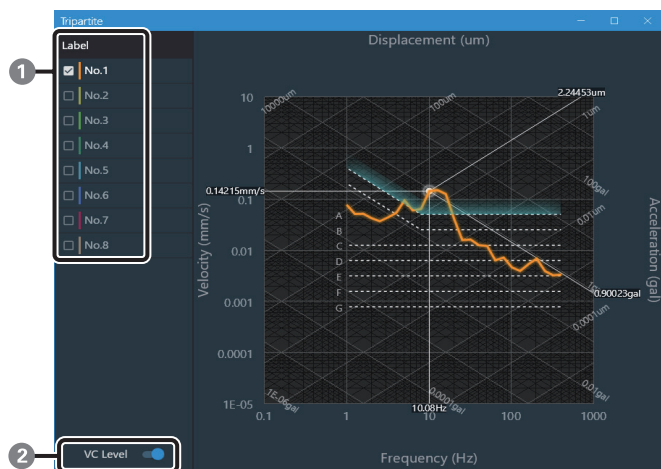 Tripartite
Label
1
No.1
No.2
No.3
No.4
No.5
No.6
No.7
No.8
2
VC Level
Displacement (um)
2.24453um
10000um
100um
1um
100gal
0.01um
0.14215mm/s
0.90023gal
0.0001um
0.01gal
0.0001gal
1E-06gal
10.08Hz
A
B
C
D
E
F
G
10
1
0.1
0.01
0.001
0.0001
1E-05
0.1
1
10
100
1000
Velocity (mm/s)
Acceleration (gal)
Frequency (Hz)